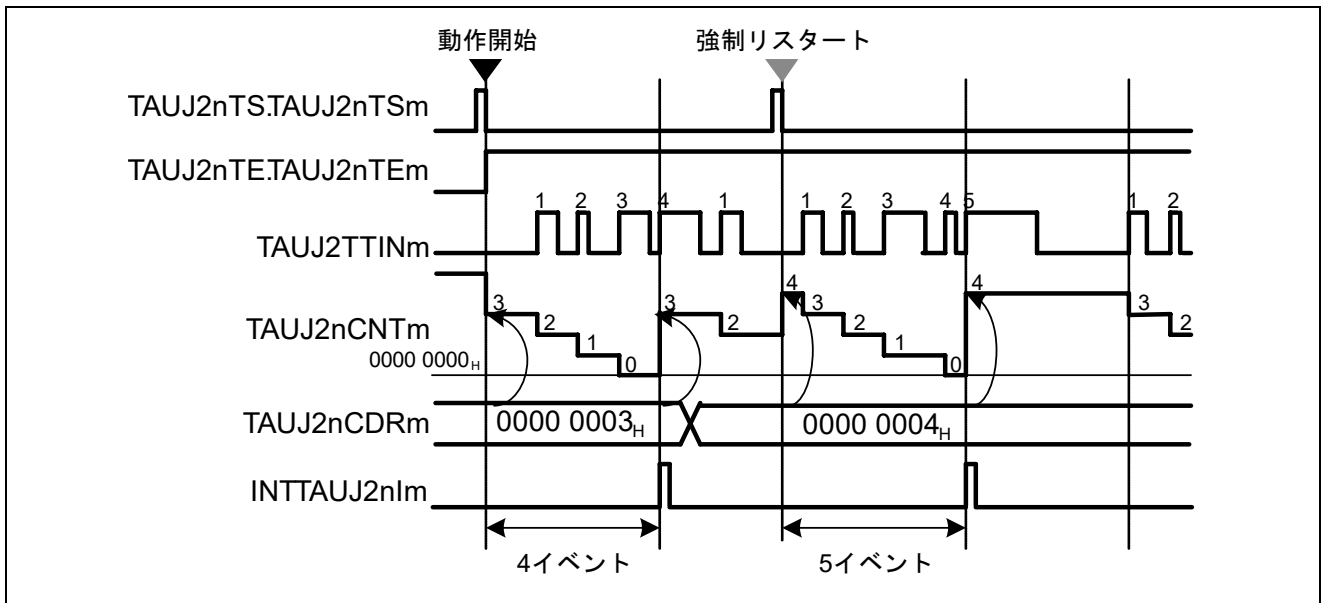 動作開始 強制リスタート
TAUJ2nTS.TAUJ2nTSm
TAUJ2nTE.TAUJ2nTEm
1 2 3 4 1 1 2 3 4 5 1 2
TAUJ2TTINm
4 4
3 3 3 3
TAUJ2nCNTm 2 2 2 2
1 1
0000 0000H 0 0
TAUJ2nCDRm 0000 0003H 0000 0004H
INTTAUJ2nIm
4イベント 5イベント